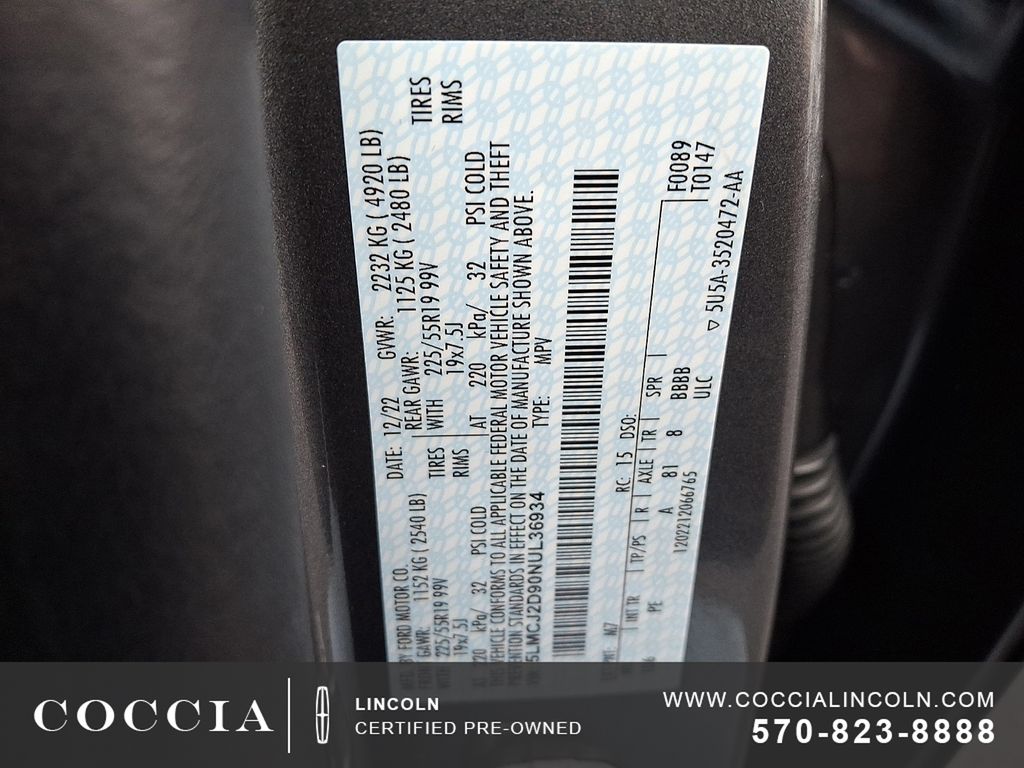 DATE: 12/22 GVWR: 2232 KG ( 4920 LB)
BY FORD MOTOR CO.
GAWR: 1152 KG ( 2540 LB) REAR GAWR: 1125 KG ( 2480 LB)
225/55R19 99V TIRES WITH 225/55R19 99V TIRES
19x7.5J RIMS 19x7.5J RIMS
kPa/ 32 PSI COLD AT 220 kPa/ 32 PSI COLD
VEHICLE CONFORMS TO ALL APPLICABLE FEDERAL MOTOR VEHICLE SAFETY AND THEFT
PREVENTION STANDARDS IN EFFECT ON THE DATE OF MANUFACTURE SHOWN ABOVE.
5LMCJ2D90NUL36934 TYPE: MPV
M7 RC: 15 DSO:
INT TR TP/PS R AXLE TR SPR F0089
PE A 81 8 BBBB T0147
1202212066765 ULC
▽ 5U5A-3520472-AA
COCCIA
LINCOLN
CERTIFIED PRE-OWNED
WWW.COCCIALINCOLN.COM
570-823-8888